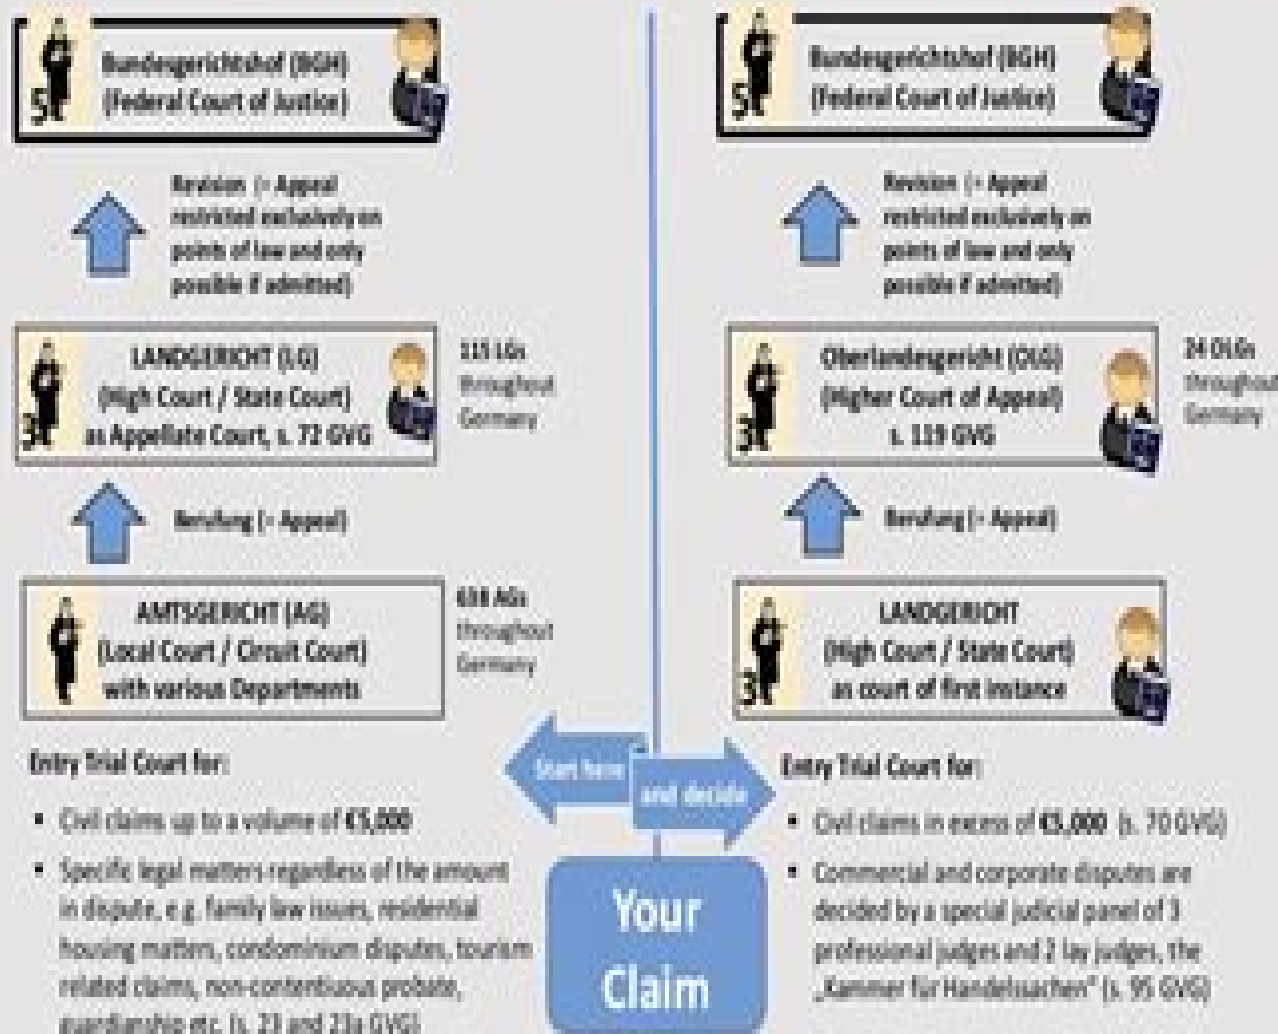 5
Bundesgerichtshof (BGH)
(Federal Court of Justice)
Revision (= Appeal
restricted exclusively on
points of law and only
possible if admitted)
3
LANDGERICHT (LG)
(High Court / State Court)
as Appellate Court, s. 72 GVG
115 LGs
throughout
Germany
Berufung (= Appeal)
AMTSGERICHT (AG)
(Local Court / Circuit Court)
with various Departments
AGs
throughout
Germany
Entry Trial Court for:
• Civil claims up to a volume of €5,000
• Specific legal matters regardless of the amount
in dispute, e.g. family law issues, residential
housing matters, condominium disputes, tourism
related claims, non-contentious probate,
guardianship etc. (s. 23 and 23a GVG)
Start here
and decide
Your
Claim
5
Bundesgerichtshof (BGH)
(Federal Court of Justice)
Revision (= Appeal
restricted exclusively on
points of law and only
possible if admitted)
3
Oberlandesgericht (OLG)
(Higher Court of Appeal)
s. 119 GVG
24 OLGs
throughout
Germany
Berufung (= Appeal)
3
LANDGERICHT
(High Court / State Court)
as court of first instance
Entry Trial Court for:
• Civil claims in excess of €5,000 (s. 70 GVG)
• Commercial and corporate disputes are
decided by a special judicial panel of 3
professional judges and 2 lay judges, the
„Kammer für Handelssachen" (s. 95 GVG)